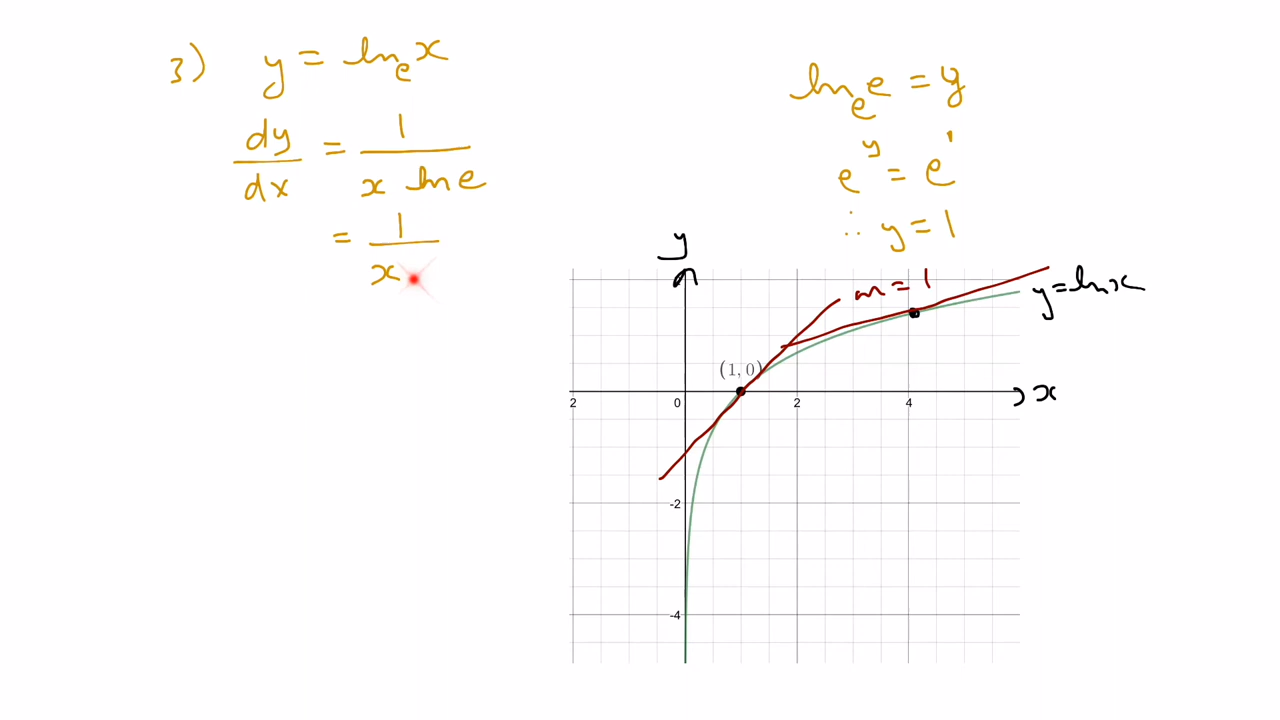 3) y = ln_e x
dy/dx = 1/(x ln e)
= 1/x
ln_e e = y
e^y = e^1
∴ y = 1
y
m = 1
y = ln x
(1, 0)
x
2 0 2 4
-2
-4